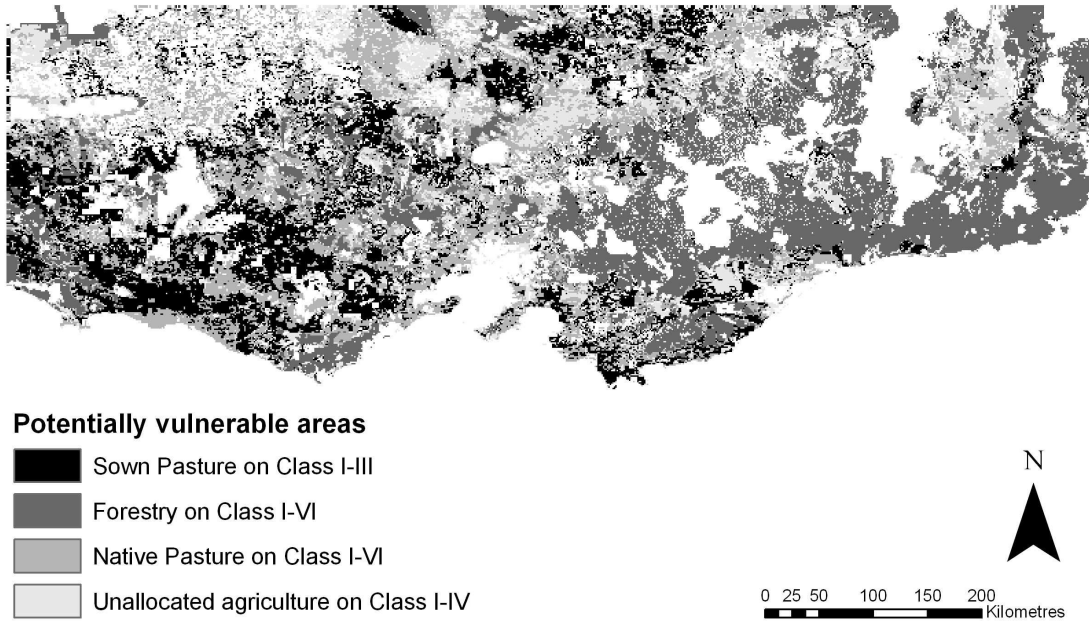 Potentially vulnerable areas
Sown Pasture on Class I-III
Forestry on Class I-VI
Native Pasture on Class I-VI
Unallocated agriculture on Class I-IV
N
0 25 50 100 150 200
Kilometres